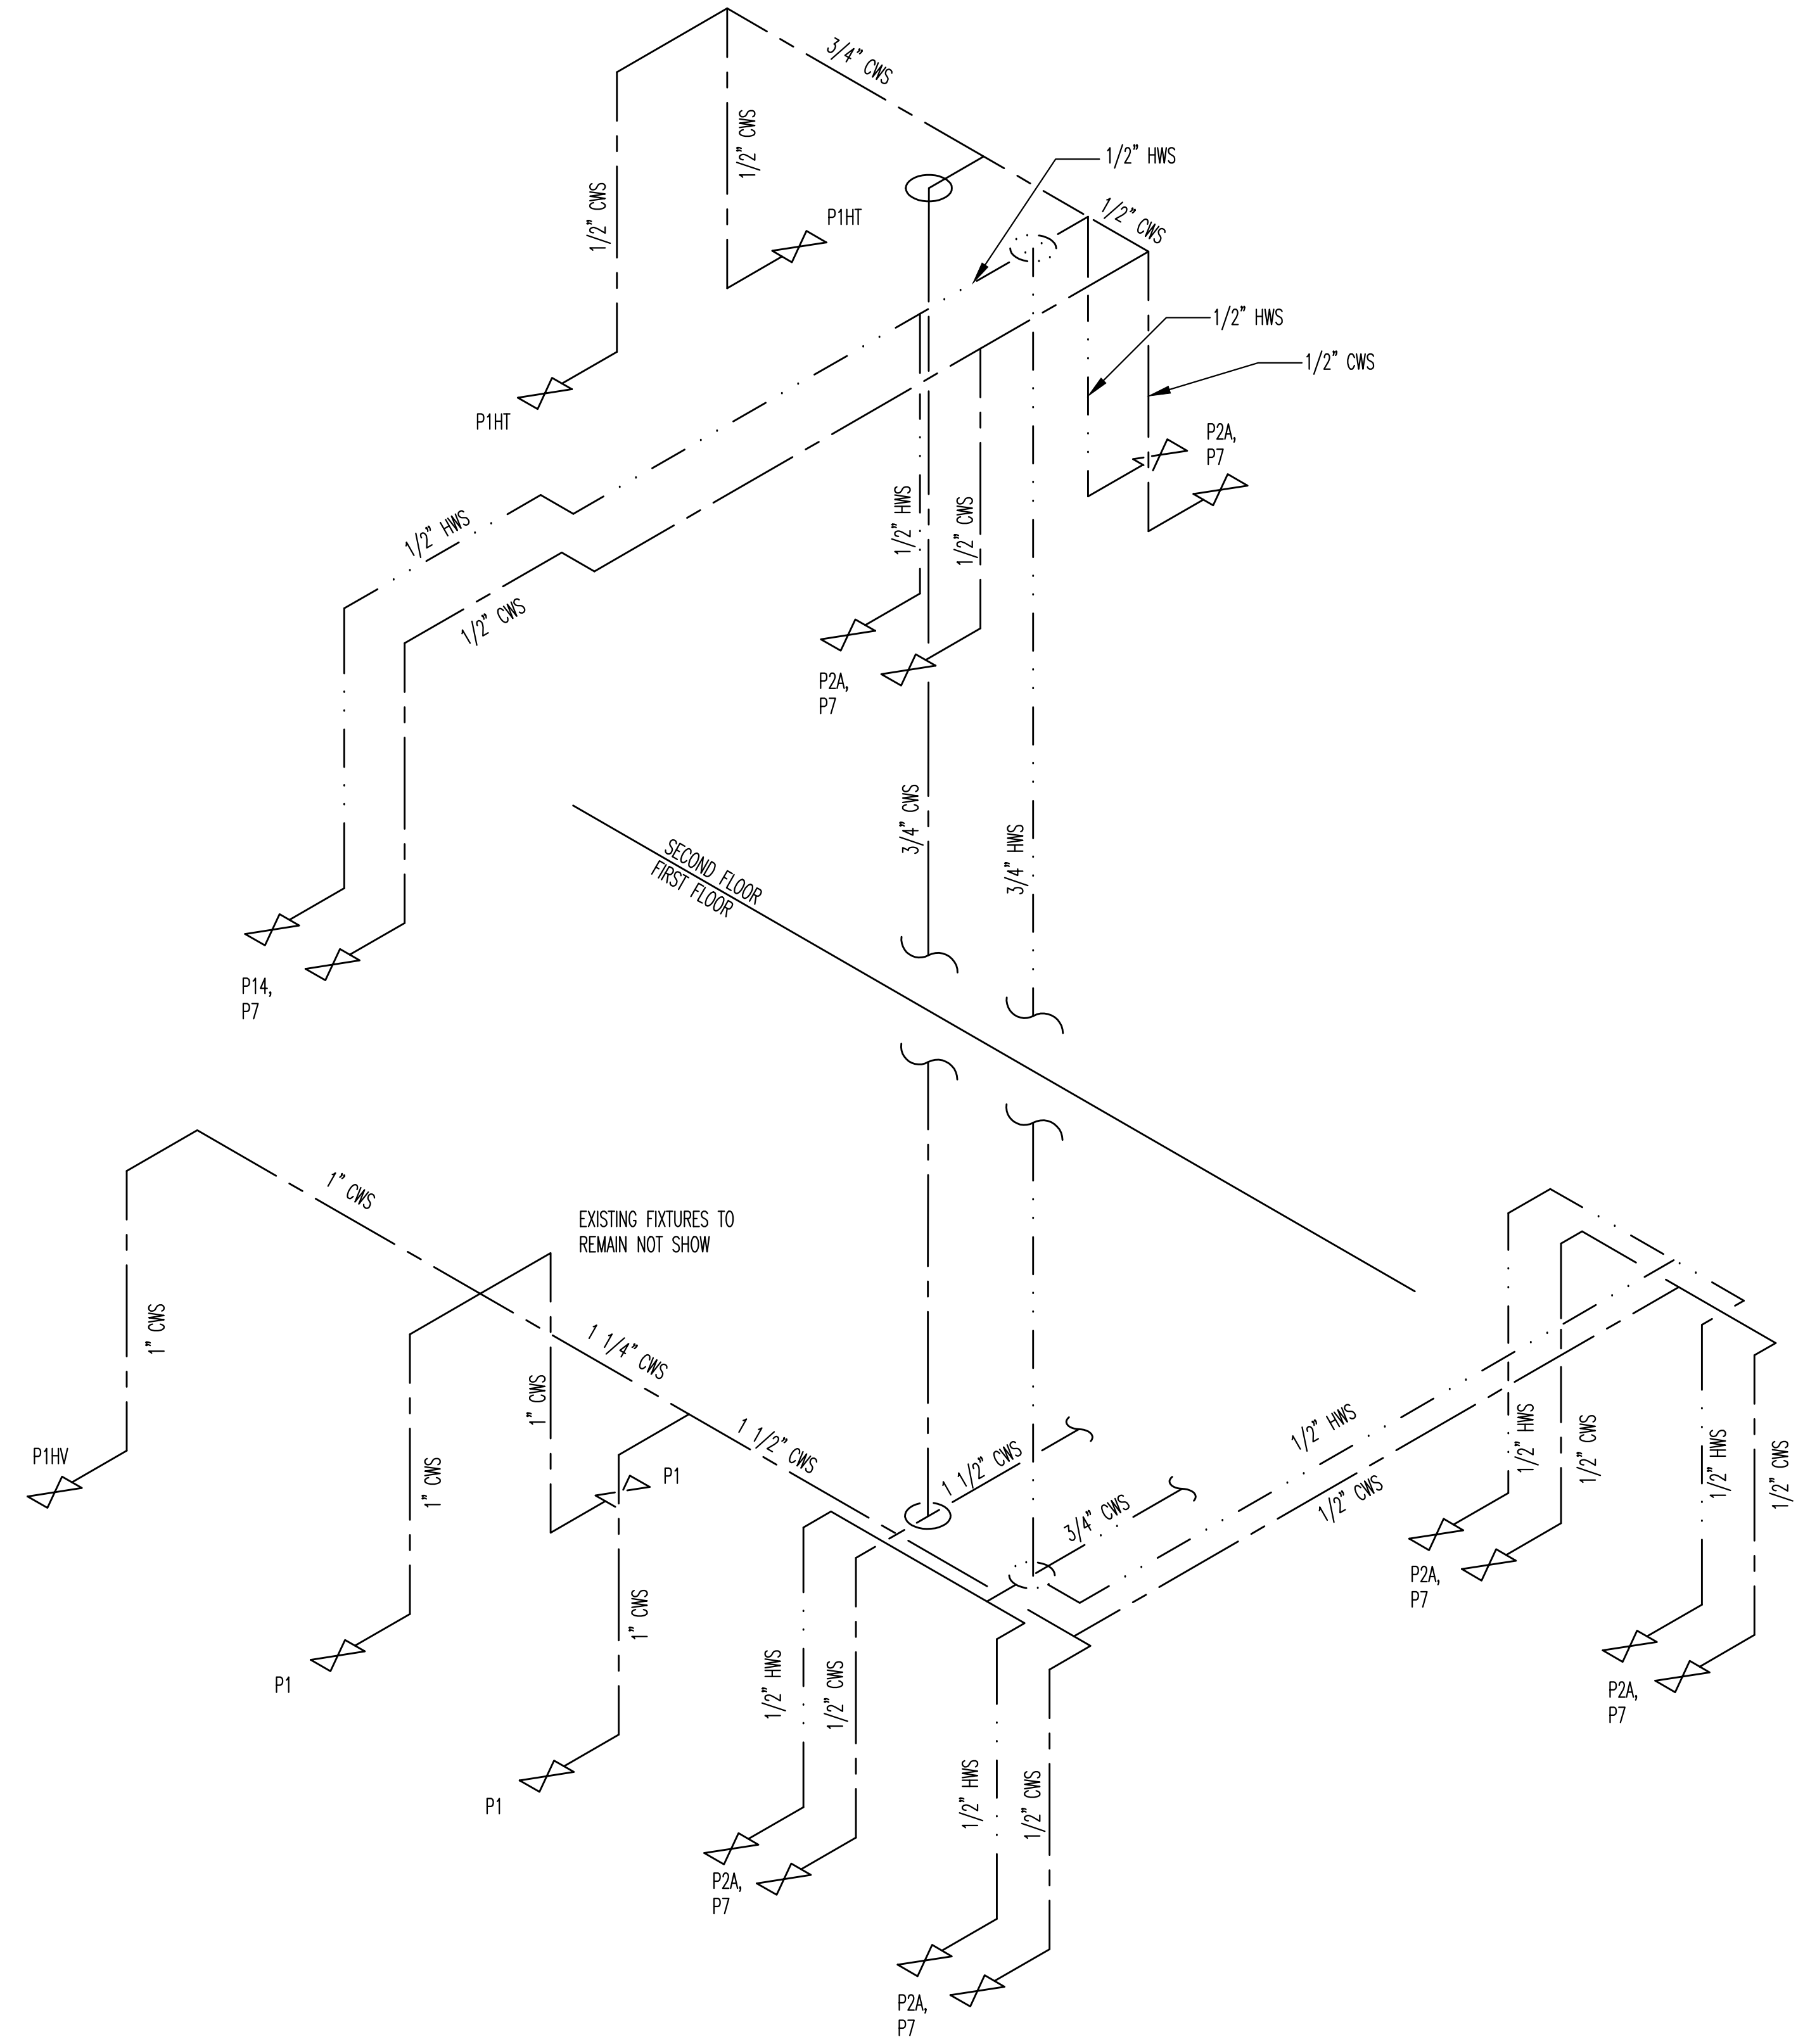 3/4" CWS
1/2" CWS
1/2" CWS
P1HT
P1HT
1/2" HWS
1/2" CWS
1/2" HWS
1/2" CWS
P2A,
P7
1/2" HWS
1/2" CWS
1/2" HWS
1/2" CWS
P2A,
P7
3/4" CWS
3/4" HWS
P14,
P7
SECOND FLOOR
FIRST FLOOR
1" CWS
EXISTING FIXTURES TO
REMAIN NOT SHOW
1" CWS
1 1/4" CWS
1" CWS
1 1/2" CWS
P1HV
1" CWS
P1
1 1/2" CWS
3/4" CWS
1/2" HWS
1/2" CWS
1/2" HWS
1/2" CWS
1/2" HWS
1/2" CWS
P2A,
P7
P2A,
P7
1" CWS
P1
P1
1/2" HWS
1/2" CWS
1/2" HWS
1/2" CWS
P2A,
P7
P2A,
P7